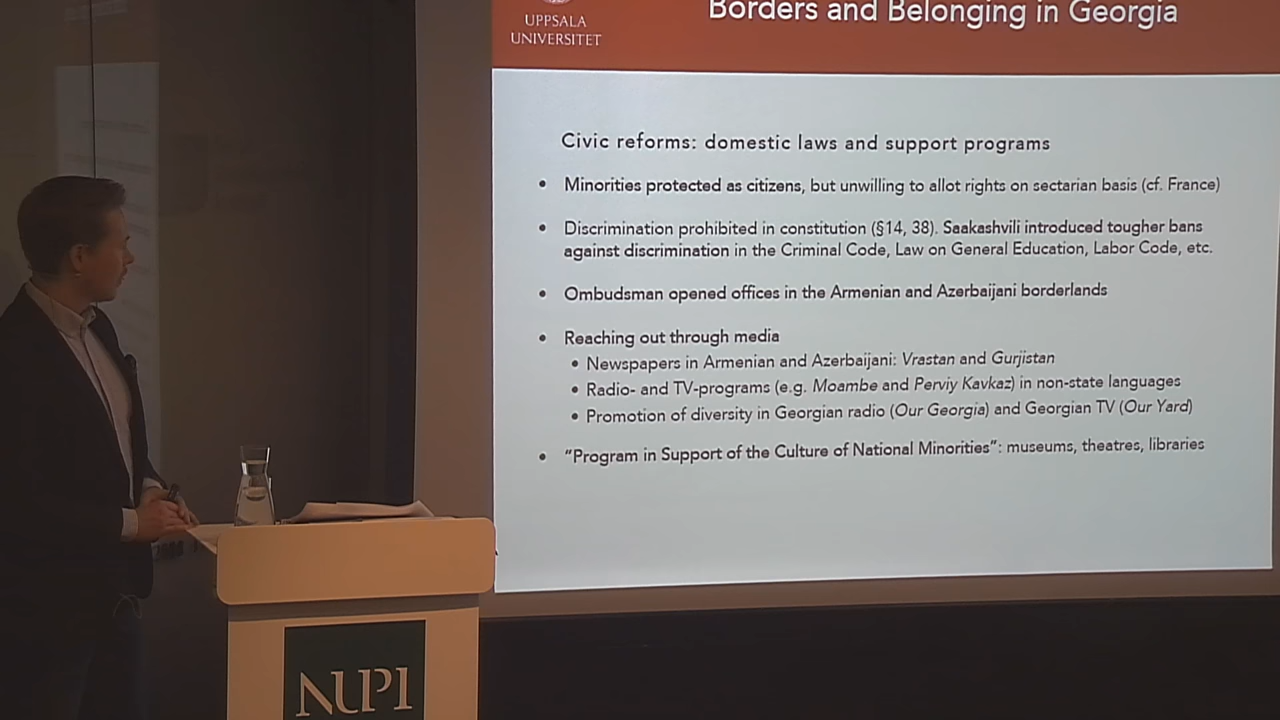 UPPSALA
UNIVERSITET
Borders and Belonging in Georgia
Civic reforms: domestic laws and support programs
• Minorities protected as citizens, but unwilling to allot rights on sectarian basis (cf. France)
• Discrimination prohibited in constitution (§14, 38). Saakashvili introduced tougher bans
against discrimination in the Criminal Code, Law on General Education, Labor Code, etc.
• Ombudsman opened offices in the Armenian and Azerbaijani borderlands
• Reaching out through media
• Newspapers in Armenian and Azerbaijani: Vrastan and Gurjistan
• Radio- and TV-programs (e.g. Moambe and Perviy Kavkaz) in non-state languages
• Promotion of diversity in Georgian radio (Our Georgia) and Georgian TV (Our Yard)
• “Program in Support of the Culture of National Minorities”: museums, theatres, libraries
NUPI